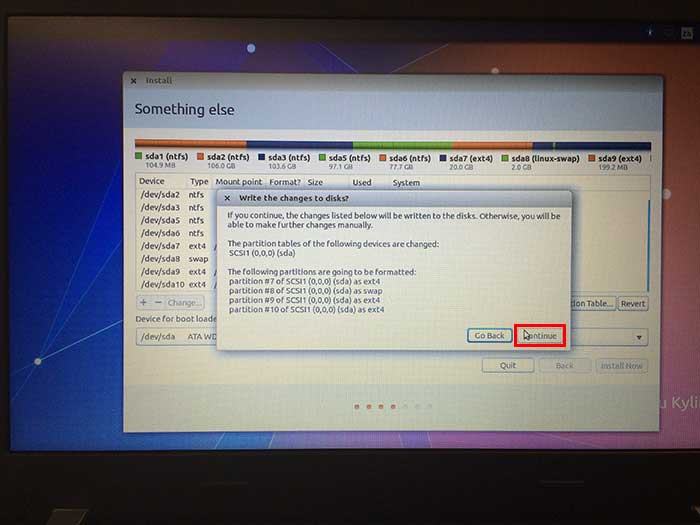 Install
Something else
sda1 (ntfs) sda2 (ntfs) sda3 (ntfs) sda5 (ntfs) sda6 (ntfs) sda7 (ext4) sda8 (linux-swap) sda9 (ext4)
104.9 MB 106.0 GB 103.6 GB 97.1 GB 77.7 GB 20.0 GB 2.0 GB 199.2 MB
Device Type Mount point Format? Size Used System
/dev/sda2 ntfs
/dev/sda3 ntfs
/dev/sda5 ntfs
/dev/sda6 ntfs
/dev/sda7 ext4
/dev/sda8 swap
/dev/sda9 ext4
/dev/sda10 ext4
Write the changes to disks?
If you continue, the changes listed below will be written to the disks. Otherwise, you will be
able to make further changes manually.
The partition tables of the following devices are changed:
SCSI1 (0,0,0) (sda)
The following partitions are going to be formatted:
partition #7 of SCSI1 (0,0,0) (sda) as ext4
partition #8 of SCSI1 (0,0,0) (sda) as swap
partition #9 of SCSI1 (0,0,0) (sda) as ext4
partition #10 of SCSI1 (0,0,0) (sda) as ext4
Go Back Continue
+ - Change... Table... Revert
Device for boot
/dev/sda ATA
Quit Back Install Now
Kyli